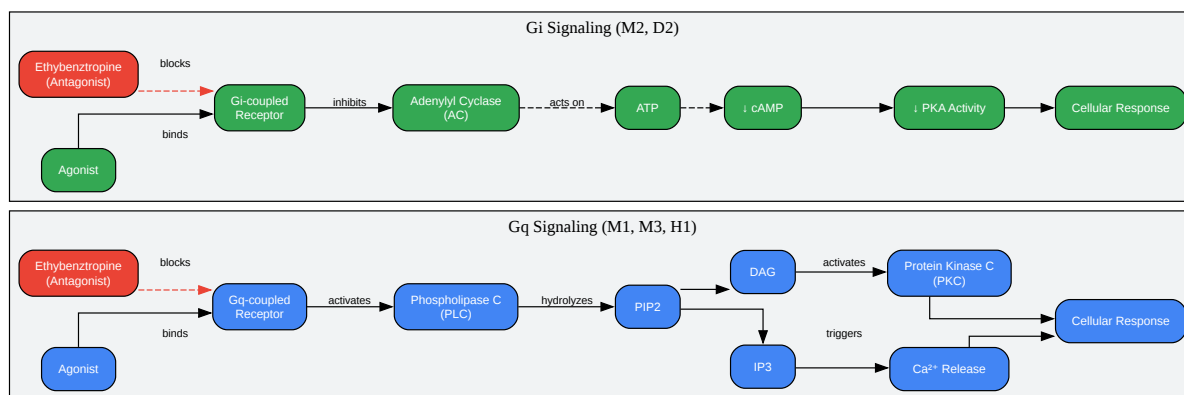 Gi Signaling (M2, D2)
Ethybenztropine
(Antagonist)
blocks
Gi-coupled
Receptor
inhibits
Adenylyl Cyclase
(AC)
acts on
ATP
↓ cAMP
↓ PKA Activity
Cellular Response
binds
Agonist
Gq Signaling (M1, M3, H1)
Ethybenztropine
(Antagonist)
blocks
Gq-coupled
Receptor
activates
Phospholipase C
(PLC)
hydrolyzes
PIP2
DAG
activates
Protein Kinase C
(PKC)
Cellular Response
binds
Agonist
IP3
triggers
Ca²⁺ Release